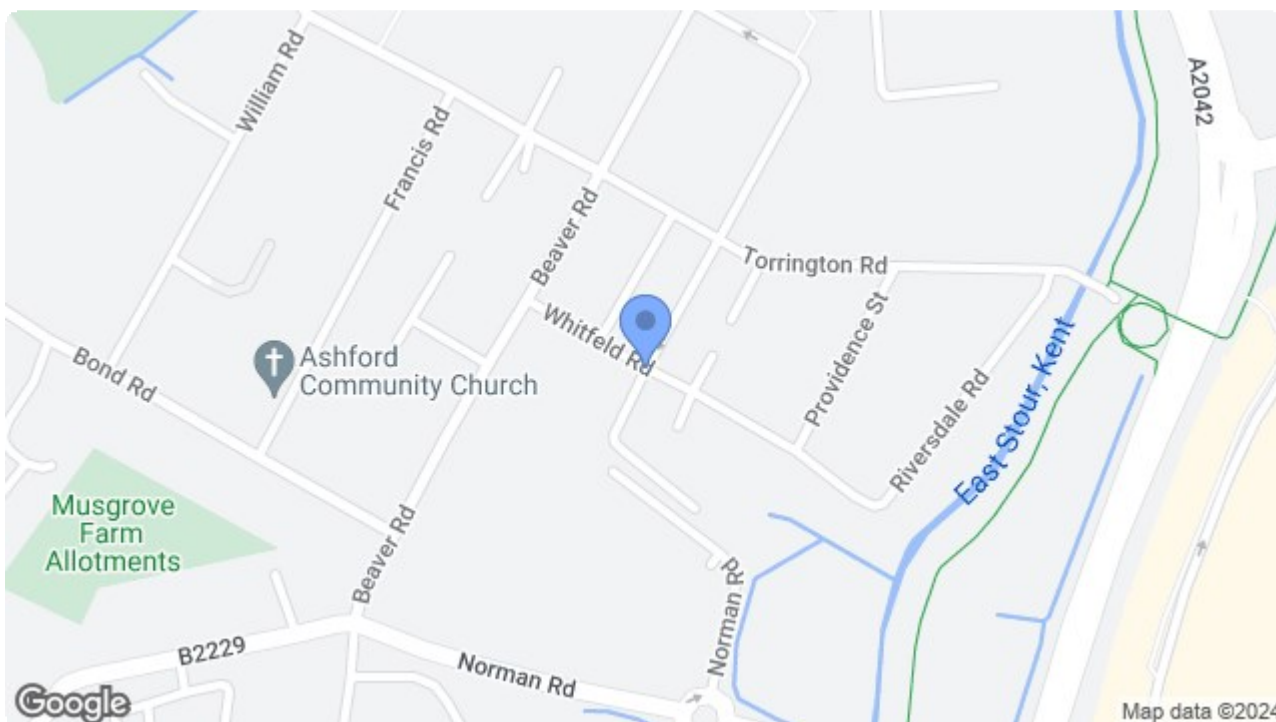 William Rd
A2042
Francis Rd
Beaver Rd
Torrington Rd
Whitfeld Rd
Providence St
Ashford
Community Church
Bond Rd
Riversdale Rd
East Stour, Kent
Musgrove
Farm
Allotments
Beaver Rd
Norman Rd
B2229
Norman Rd
Google
Map data ©2024